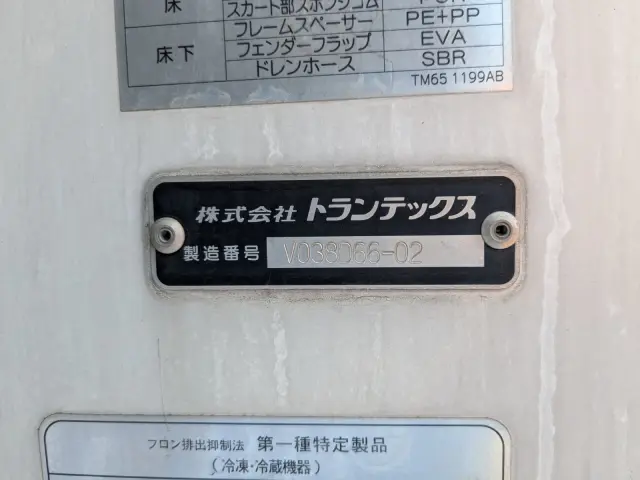 床
スカート部スポンジゴム
床下
フレームスペーサー PE+PP
フェンダーフラップ EVA
ドレンホース SBR
TM65 1199AB
株式会社 トランテックス
製造番号 V038066-02
フロン排出抑制法 第一種特定製品
(冷凍・冷蔵機器)